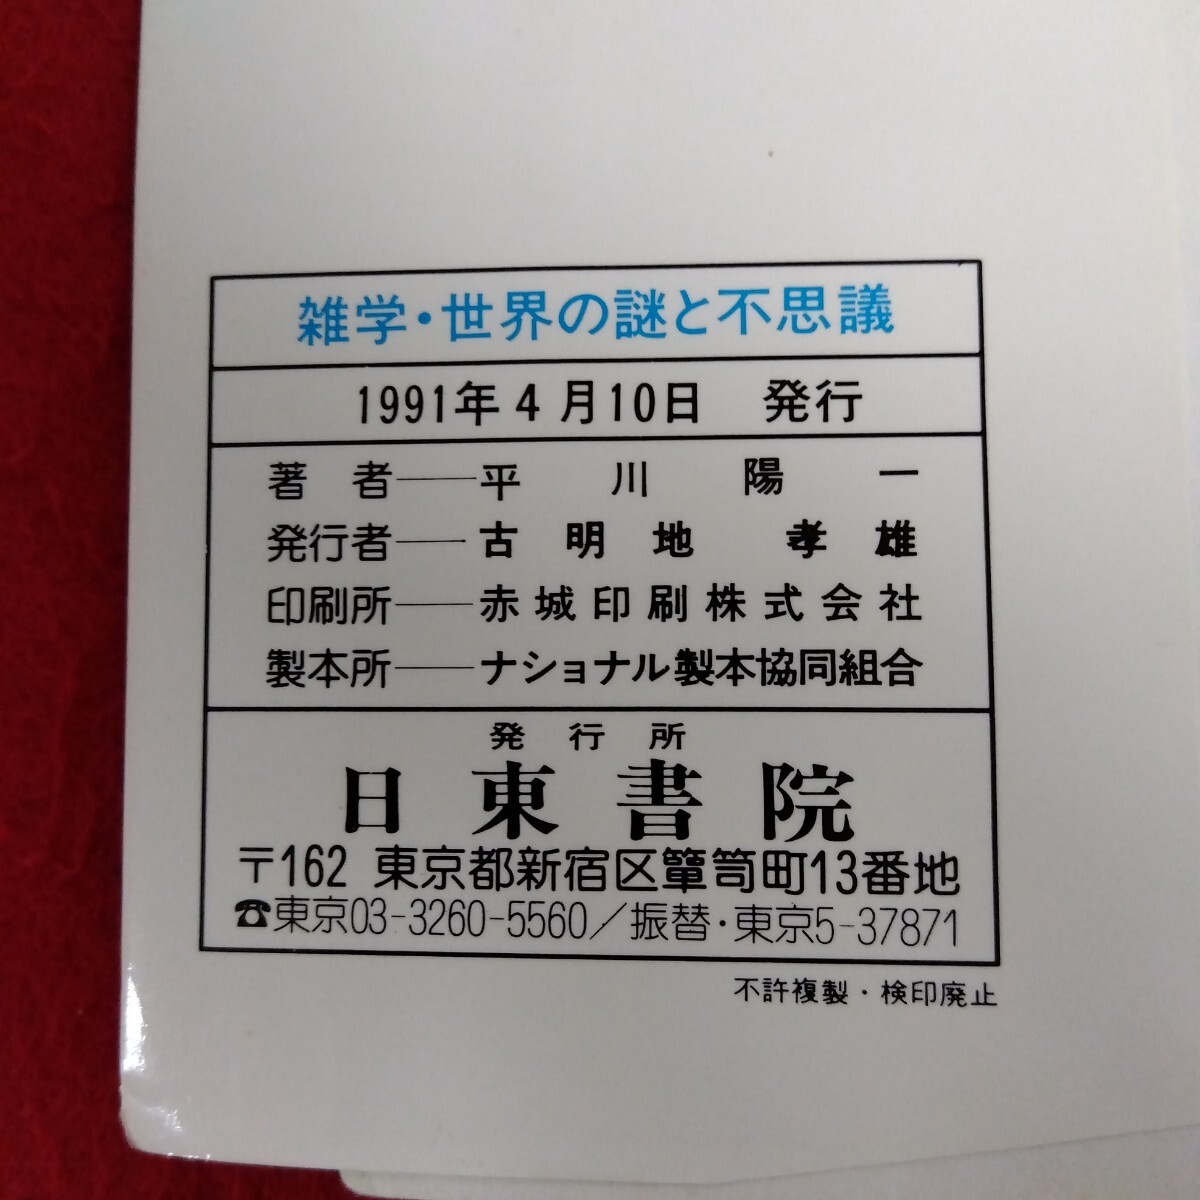 雑学・世界の謎と不思議
1991年4月10日　発行
著　者――平　川　陽　一
発行者――古　明　地　孝　雄
印刷所――赤城印刷株式会社
製本所――ナショナル製本協同組合
発　行　所
日　東　書　院
〒162 東京都新宿区簞笥町13番地
☎東京03-3260-5560／振替・東京5-37871
不許複製・検印廃止